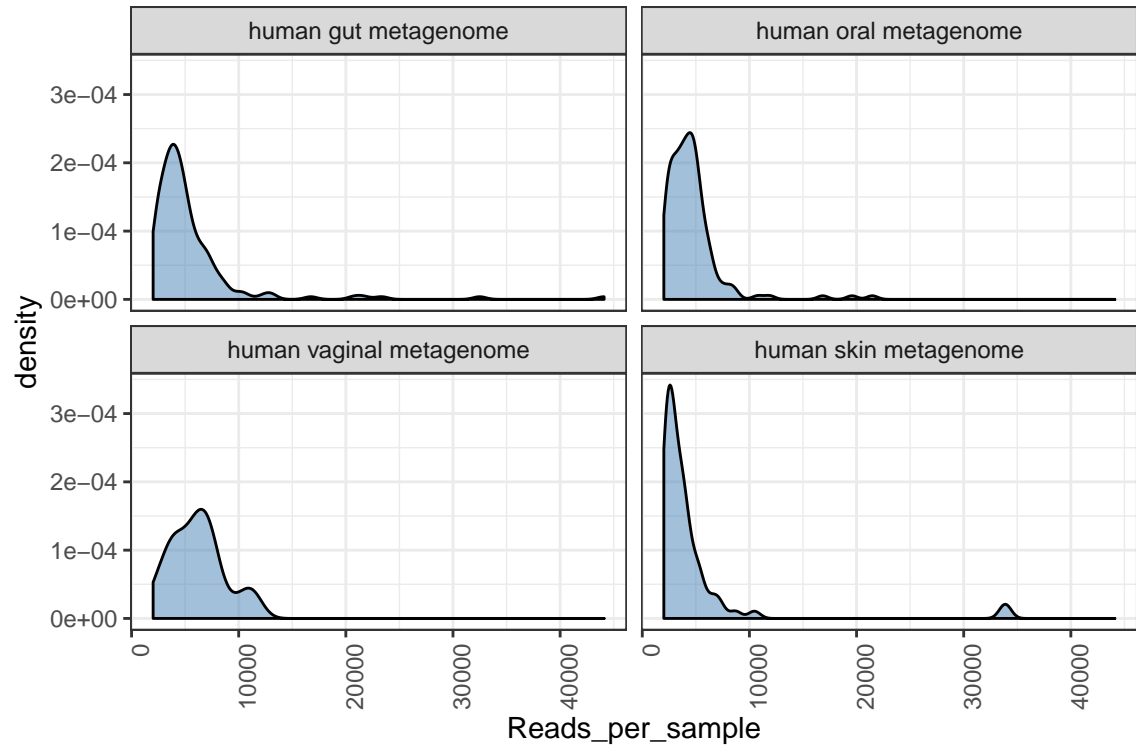 human gut metagenome
human oral metagenome
3e−04
2e−04
1e−04
0e+00
human vaginal metagenome
human skin metagenome
3e−04
2e−04
1e−04
0e+00
density
0
10000
20000
30000
40000
0
10000
20000
30000
40000
Reads_per_sample